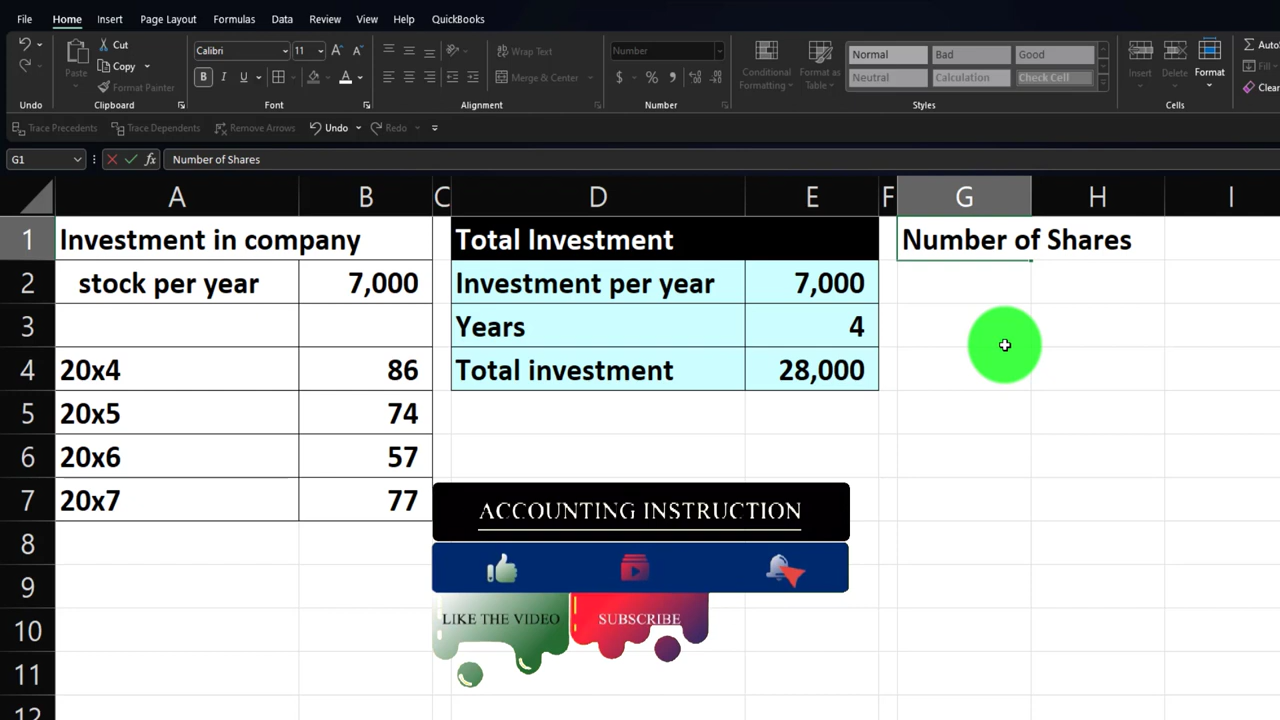 File Home Insert Page Layout Formulas Data Review View Help QuickBooks
Cut
Copy
Format Painter
Paste
Calibri 11
B I U
Wrap Text
Merge & Center
Number
$ %
Conditional Formatting
Format as Table
Normal Bad Good
Neutral Calculation Check Cell
Insert Delete Format
Auto
Fill
Clear
Undo Clipboard Font Alignment Number Styles Cells
Trace Precedents Trace Dependents Remove Arrows Undo Redo
G1 fx Number of Shares
A B C D E F G H I
1 Investment in company Total Investment Number of Shares
2 stock per year 7,000 Investment per year 7,000
3 Years 4
4 20x4 86 Total investment 28,000
5 20x5 74
6 20x6 57
7 20x7 77
ACCOUNTING INSTRUCTION
8
9
10 LIKE THE VIDEO SUBSCRIBE
11
12